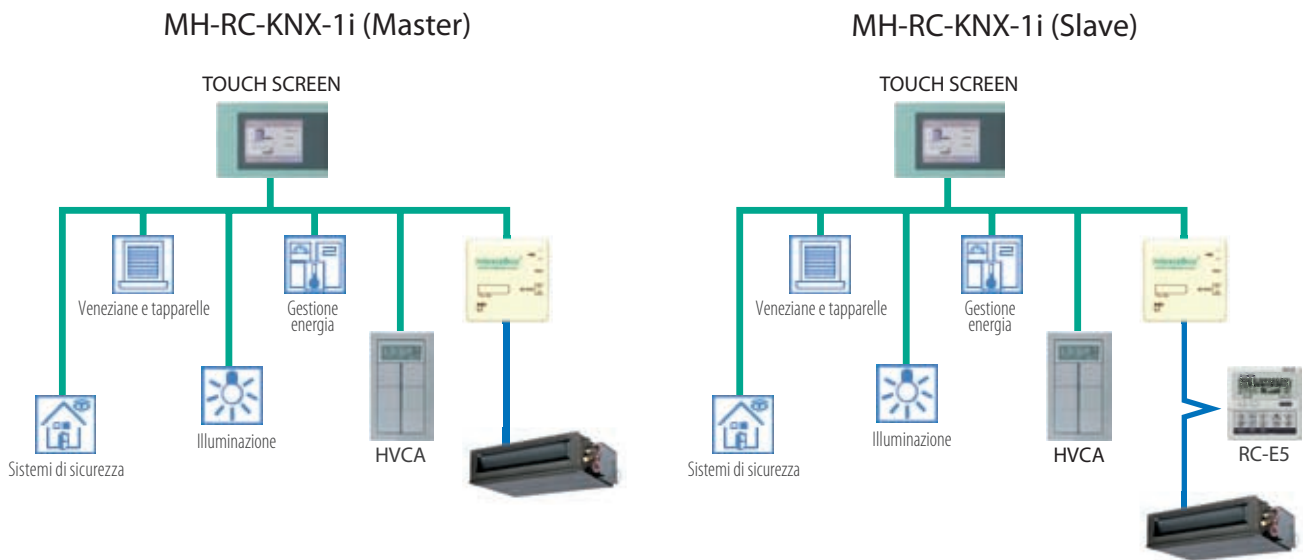 MH-RC-KNX-1i (Master)
TOUCH SCREEN
Veneziane e tapparelle
Gestione
energia
Illuminazione
Sistemi di sicurezza
HVCA
MH-RC-KNX-1i (Slave)
TOUCH SCREEN
Veneziane e tapparelle
Gestione
energia
Illuminazione
Sistemi di sicurezza
HVCA
RC-E5